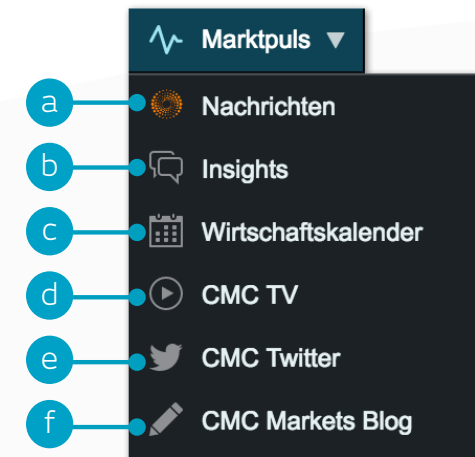 Marktpuls
a Nachrichten
b Insights
c Wirtschaftskalender
d CMC TV
e CMC Twitter
f CMC Markets Blog